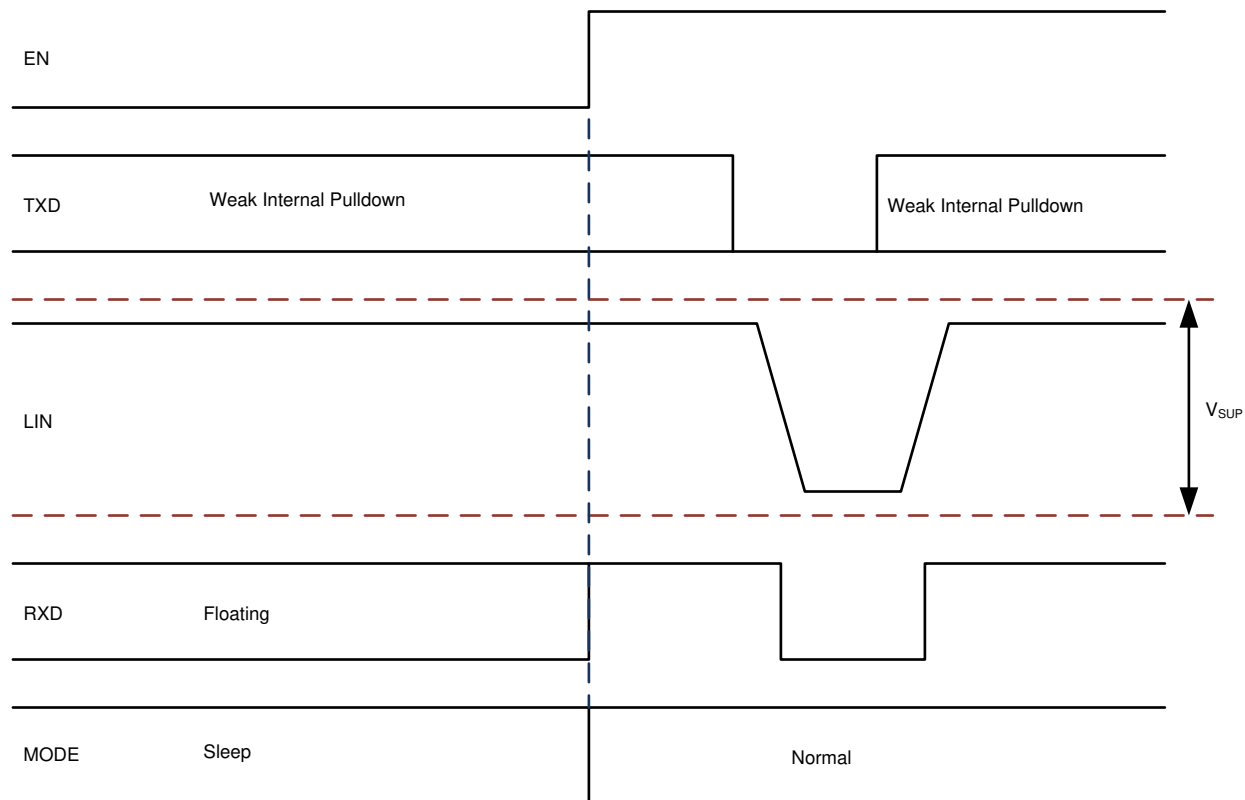 EN
TXD
Weak Internal Pulldown
Weak Internal Pulldown
LIN
VSUP
RXD
Floating
MODE
Sleep
Normal